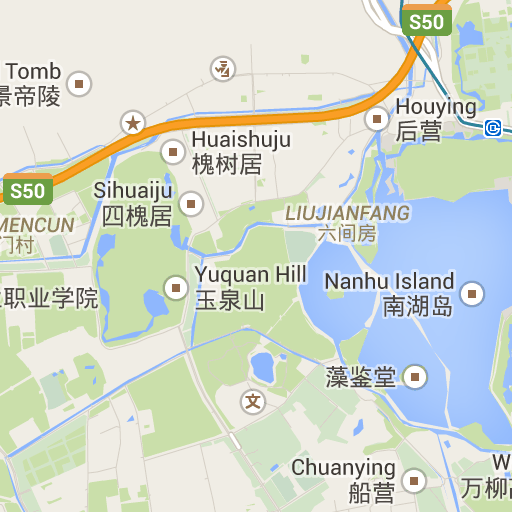 S50
Tomb
景帝陵
Houying
后营
Huaishuju
槐树居
S50
Sihuaiju
四槐居
MENCUN
门村
LIUJIANFANG
六间房
Yuquan Hill
玉泉山
职业学院
Nanhu Island
南湖岛
藻鉴堂
文
Chuanying
船营
W
万柳高